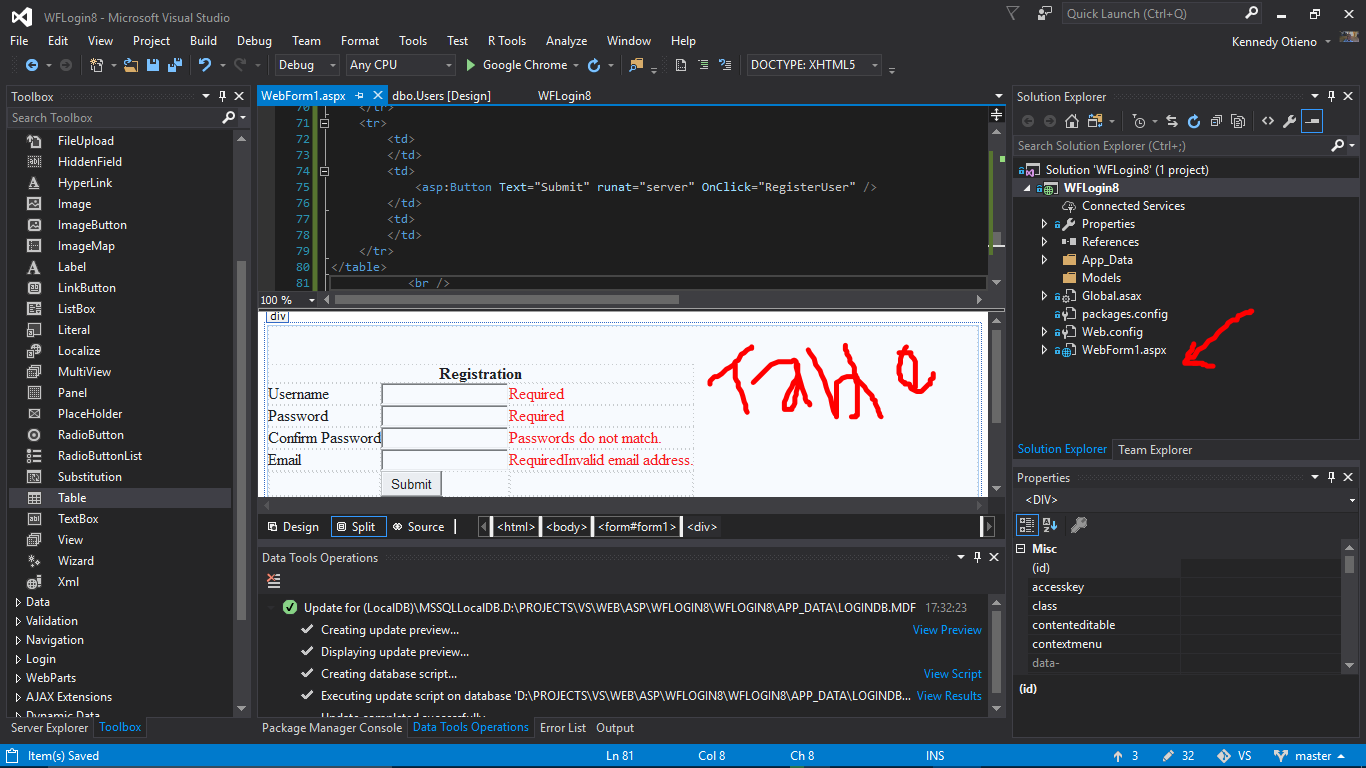 WFLogin8 - Microsoft Visual Studio
Quick Launch (Ctrl+Q)
File Edit View Project Build Debug Team Format Tools Test R Tools Analyze Window Help
Kennedy Otieno
Debug Any CPU Google Chrome DOCTYPE: XHTML5
Toolbox
Search Toolbox
FileUpload
HiddenField
HyperLink
Image
ImageButton
ImageMap
Label
LinkButton
ListBox
Literal
Localize
MultiView
Panel
PlaceHolder
RadioButton
RadioButtonList
Substitution
Table
TextBox
View
Wizard
Xml
Data
Validation
Navigation
Login
WebParts
AJAX Extensions
Dynamic Data
Server Explorer Toolbox
WebForm1.aspx dbo.Users [Design] WFLogin8
70 </tr>
71 <tr>
72 <td>
73 </td>
74 <td>
75 <asp:Button Text="Submit" runat="server" OnClick="RegisterUser" />
76 </td>
77 <td>
78 </td>
79 </tr>
80 </table>
81 <br />
100 %
div
Registration
Username Required
Password Required
Confirm Password Passwords do not match.
Email RequiredInvalid email address.
Submit
Table
Design Split Source <html> <body> <form#form1> <div>
Data Tools Operations
Update for (LocalDB)\MSSQLLocalDB.D:\PROJECTS\VS\WEB\ASP\WFLOGIN8\WFLOGIN8\APP_DATA\LOGINDB.MDF 17:32:23
Creating update preview... View Preview
Displaying update preview...
Creating database script... View Script
Executing update script on database 'D:\PROJECTS\VS\WEB\ASP\WFLOGIN8\WFLOGIN8\APP_DATA\LOGINDB... View Results
Update completed successfully
Package Manager Console Data Tools Operations Error List Output
Solution Explorer
Search Solution Explorer (Ctrl+;)
Solution 'WFLogin8' (1 project)
WFLogin8
Connected Services
Properties
References
App_Data
Models
Global.asax
packages.config
Web.config
WebForm1.aspx
Solution Explorer Team Explorer
Properties
<DIV>
Misc
(id)
accesskey
class
contenteditable
contextmenu
data-
(id)
Item(s) Saved Ln 81 Col 8 Ch 8 INS 3 32 VS master